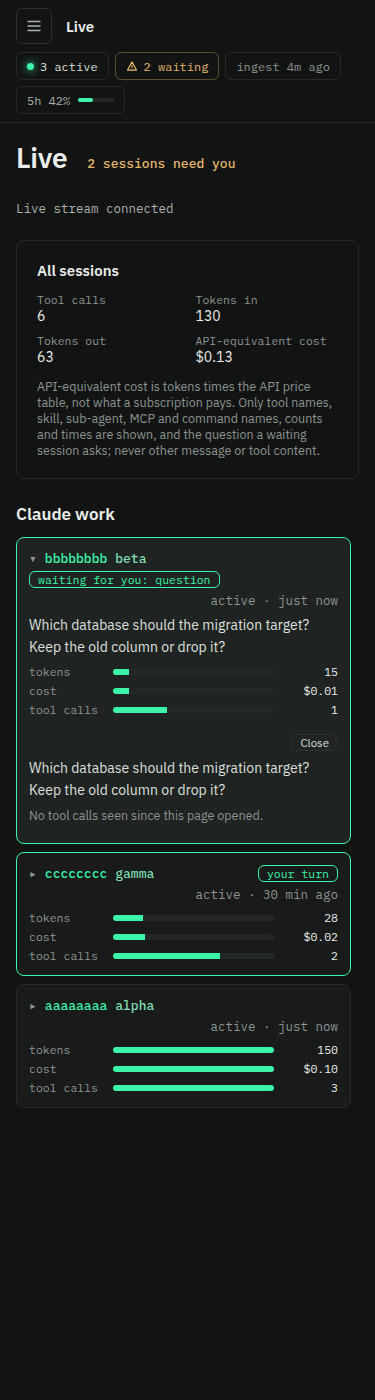 Live
3 active
2 waiting
ingest 4m ago
5h 42%
Live
2 sessions need you
Live stream connected
All sessions
Tool calls
Tokens in
6
130
Tokens out
API-equivalent cost
63
$0.13
API-equivalent cost is tokens times the API price
table, not what a subscription pays. Only tool names,
skill, sub-agent, MCP and command names, counts
and times are shown, and the question a waiting
session asks; never other message or tool content.
Claude work
▾ bbbbbbbb beta
waiting for you: question
active · just now
Which database should the migration target?
Keep the old column or drop it?
tokens 15
cost $0.01
tool calls 1
Close
Which database should the migration target?
Keep the old column or drop it?
No tool calls seen since this page opened.
▸ cccccccc gamma
your turn
active · 30 min ago
tokens 28
cost $0.02
tool calls 2
▸ aaaaaaaa alpha
active · just now
tokens 150
cost $0.10
tool calls 3